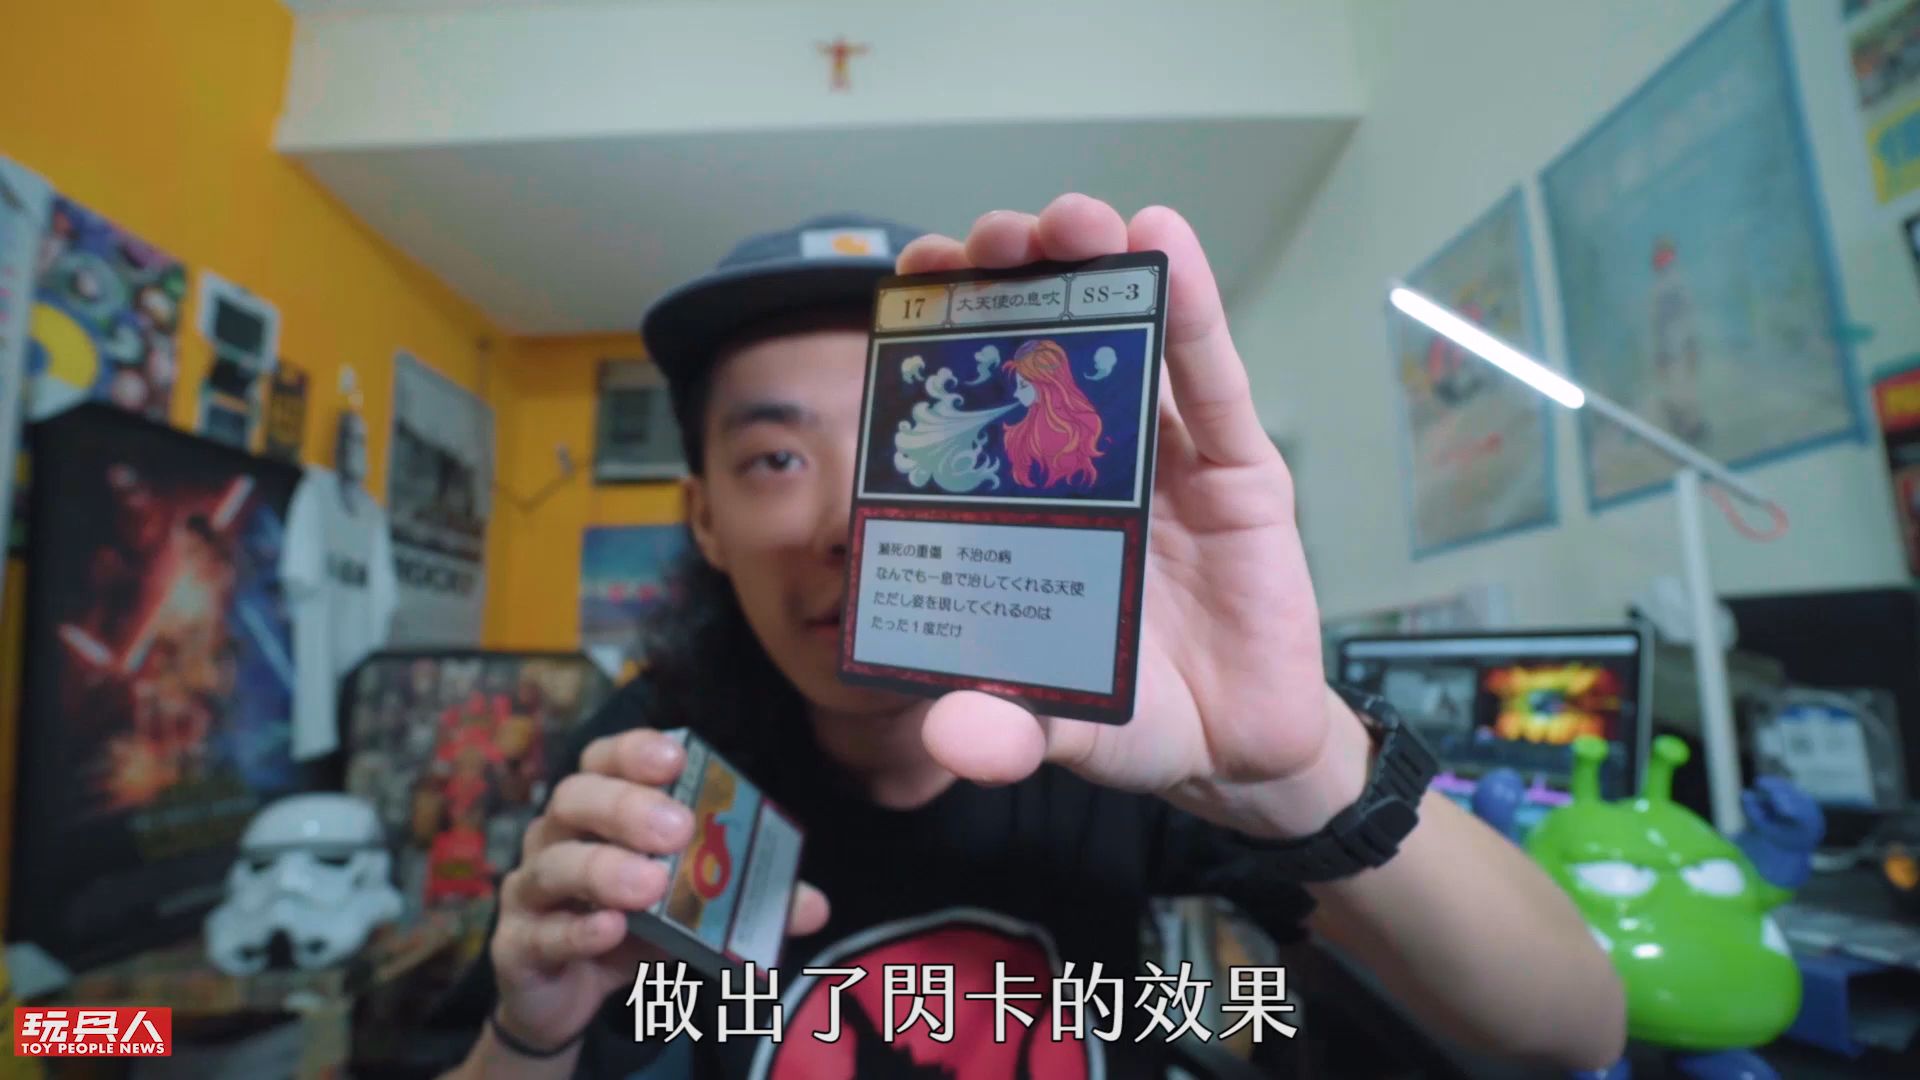 17 大天使の息吹 SS-3
瀕死の重傷 不治の病
なんでも一息で治してくれる天使
ただし姿を現してくれるのは
たった1度だけ
做出了閃卡的效果
玩具人
TOY PEOPLE NEWS